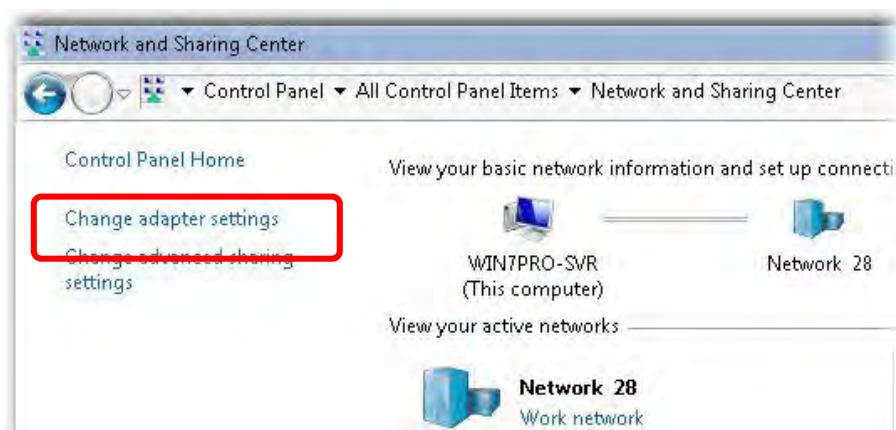 Network and Sharing Center
Control Panel All Control Panel Items Network and Sharing Center
Control Panel Home
Change adapter settings
Change advanced sharing
settings
View your basic network information and set up connecti
WIN7PRO-SVR
(This computer)
Network 28
View your active networks
Network 28
Work network